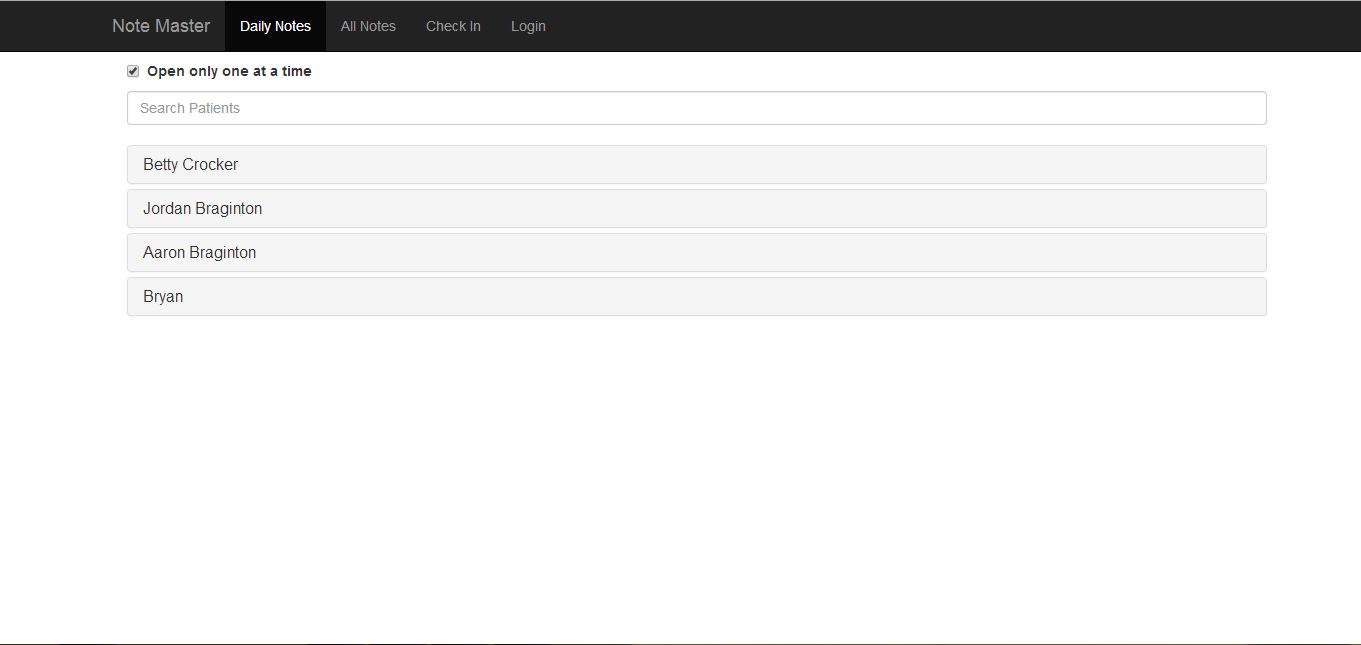 Note Master Daily Notes All Notes Check In Login
Open only one at a time
Search Patients
Betty Crocker
Jordan Braginton
Aaron Braginton
Bryan